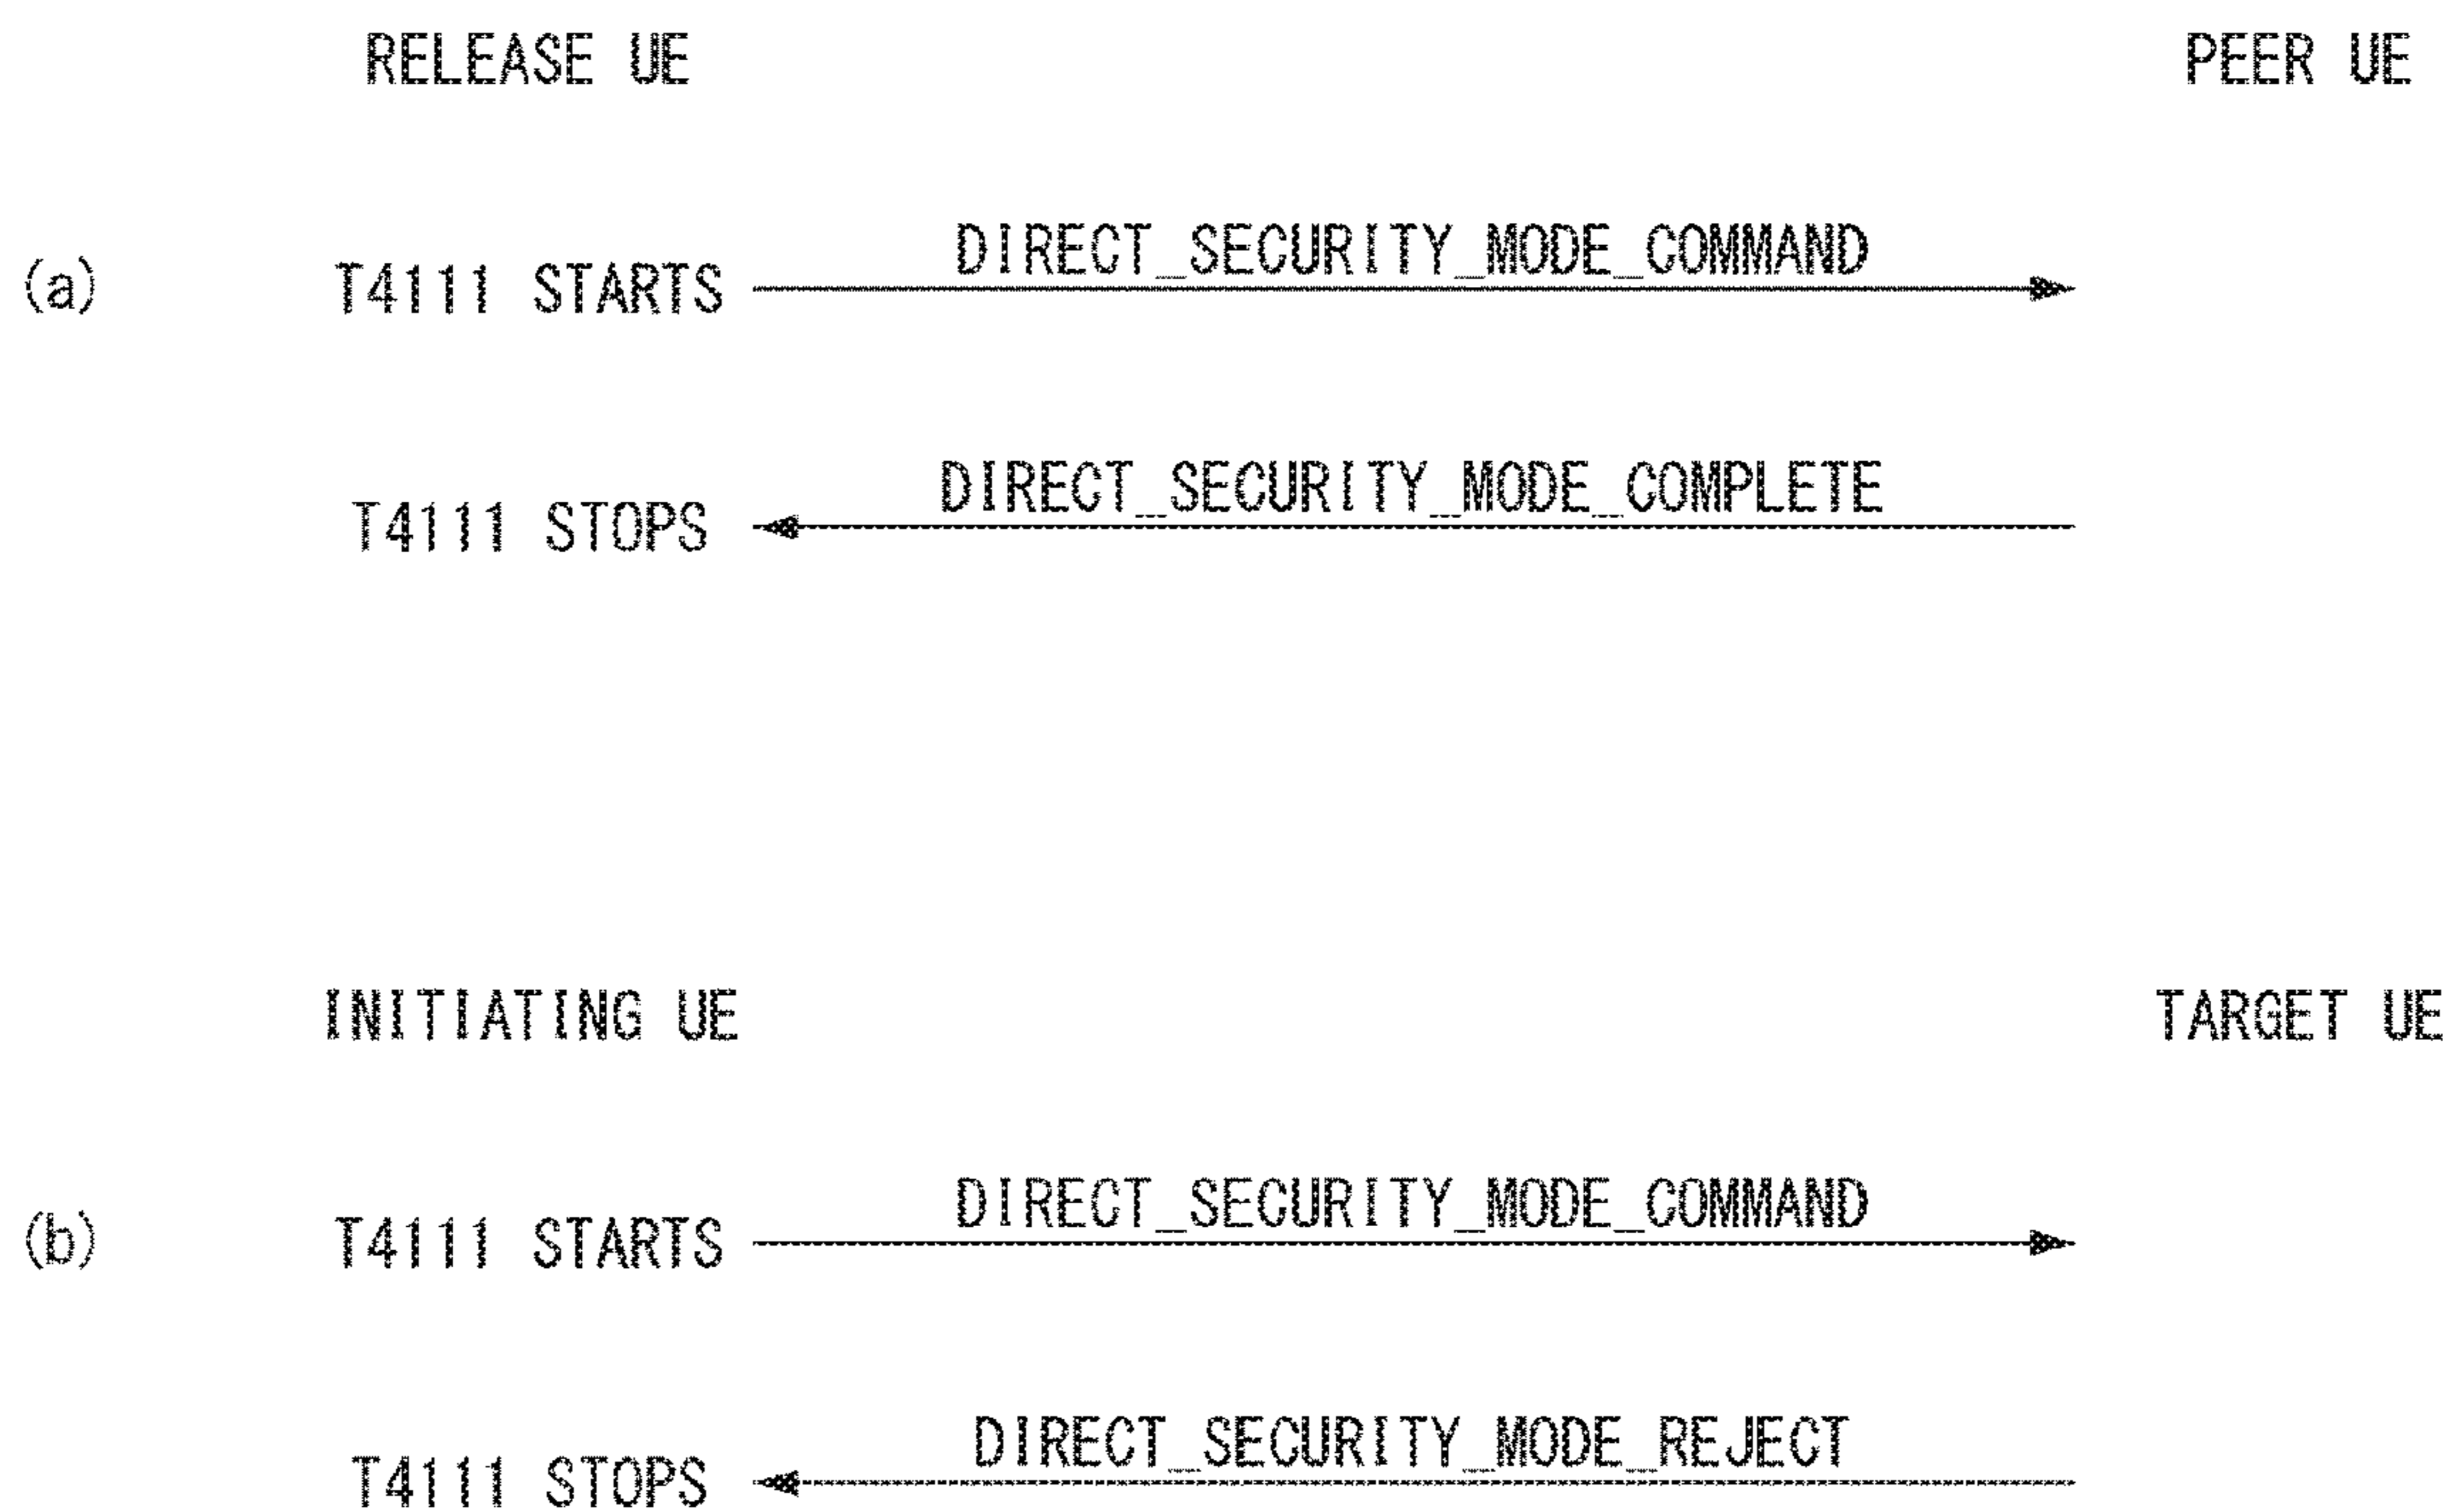 RELEASE UE PEER UE
DIRECT_SECURITY_MODE_COMMAND
(a) T4111 STARTS
DIRECT_SECURITY_MODE_COMPLETE
T4111 STOPS
INITIATING UE TARGET UE
DIRECT_SECURITY_MODE_COMMAND
(b) T4111 STARTS
DIRECT_SECURITY_MODE_REJECT
T4111 STOPS